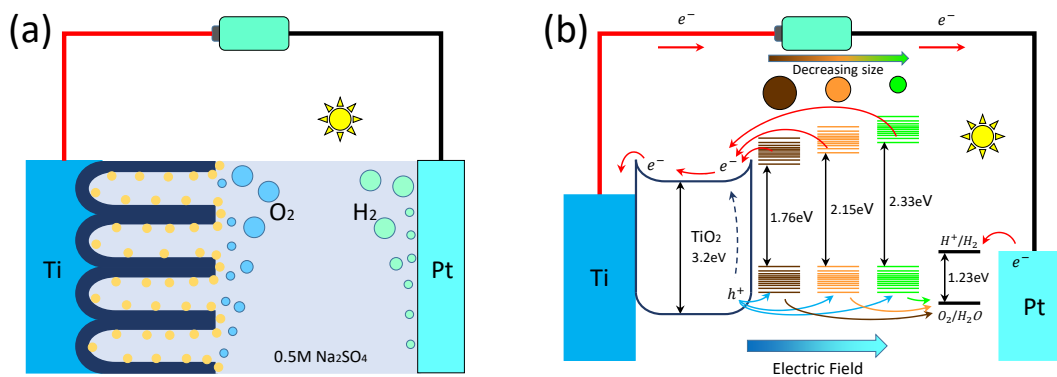 (a)
Ti
O₂
H₂
Pt
0.5M Na₂SO₄
(b)
e⁻
e⁻
Decreasing size
e⁻
e⁻
1.76eV
2.15eV
2.33eV
TiO₂
3.2eV
Ti
h⁺
H⁺/H₂
e⁻
1.23eV
O₂/H₂O
Pt
Electric Field